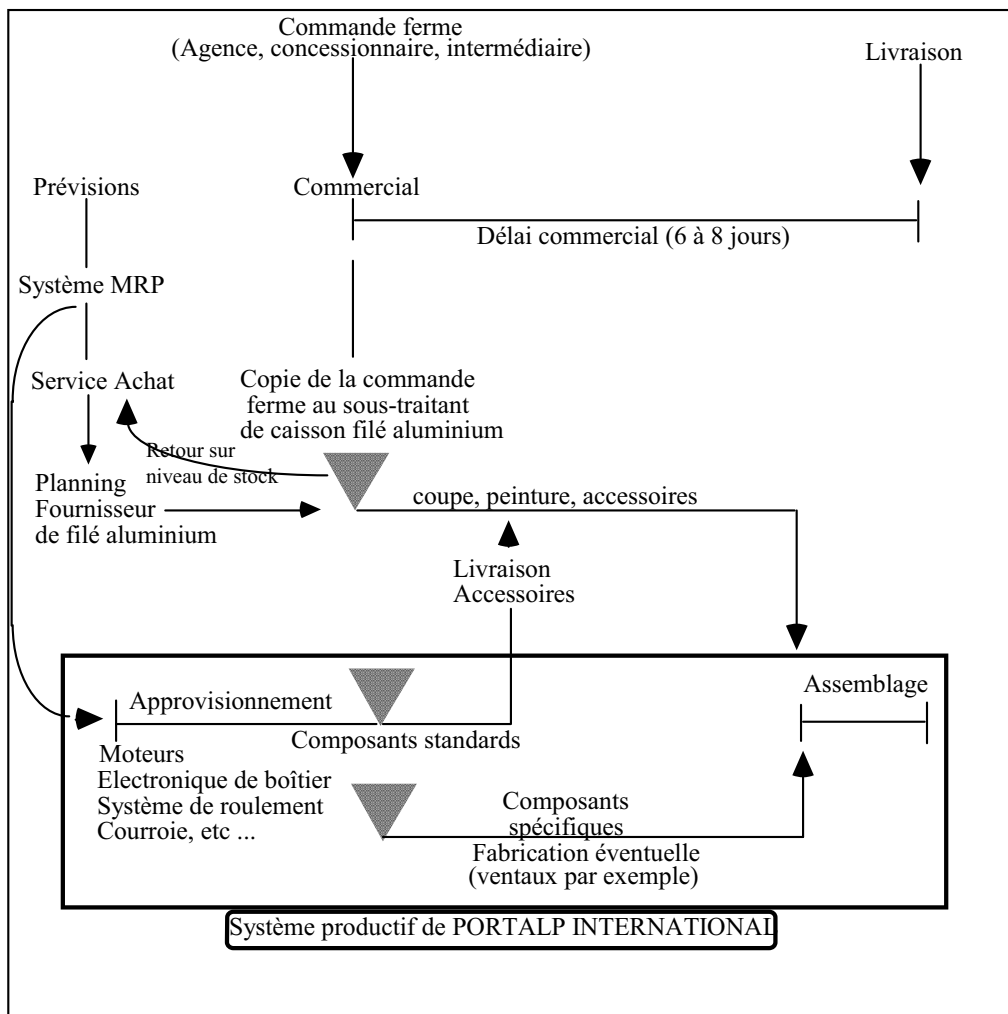 Commande ferme
(Agence, concessionnaire, intermédiaire)
Livraison
Prévisions
Commercial
Délai commercial (6 à 8 jours)
Système MRP
Service Achat
Copie de la commande
ferme au sous-traitant
de caisson filé aluminium
Retour sur
niveau de stock
Planning
Fournisseur
de filé aluminium
coupe, peinture, accessoires
Livraison
Accessoires
Approvisionnement
Assemblage
Composants standards
Moteurs
Electronique de boîtier
Système de roulement
Courroie, etc ...
Composants
spécifiques
Fabrication éventuelle
(ventaux par exemple)
Système productif de PORTALP INTERNATIONAL